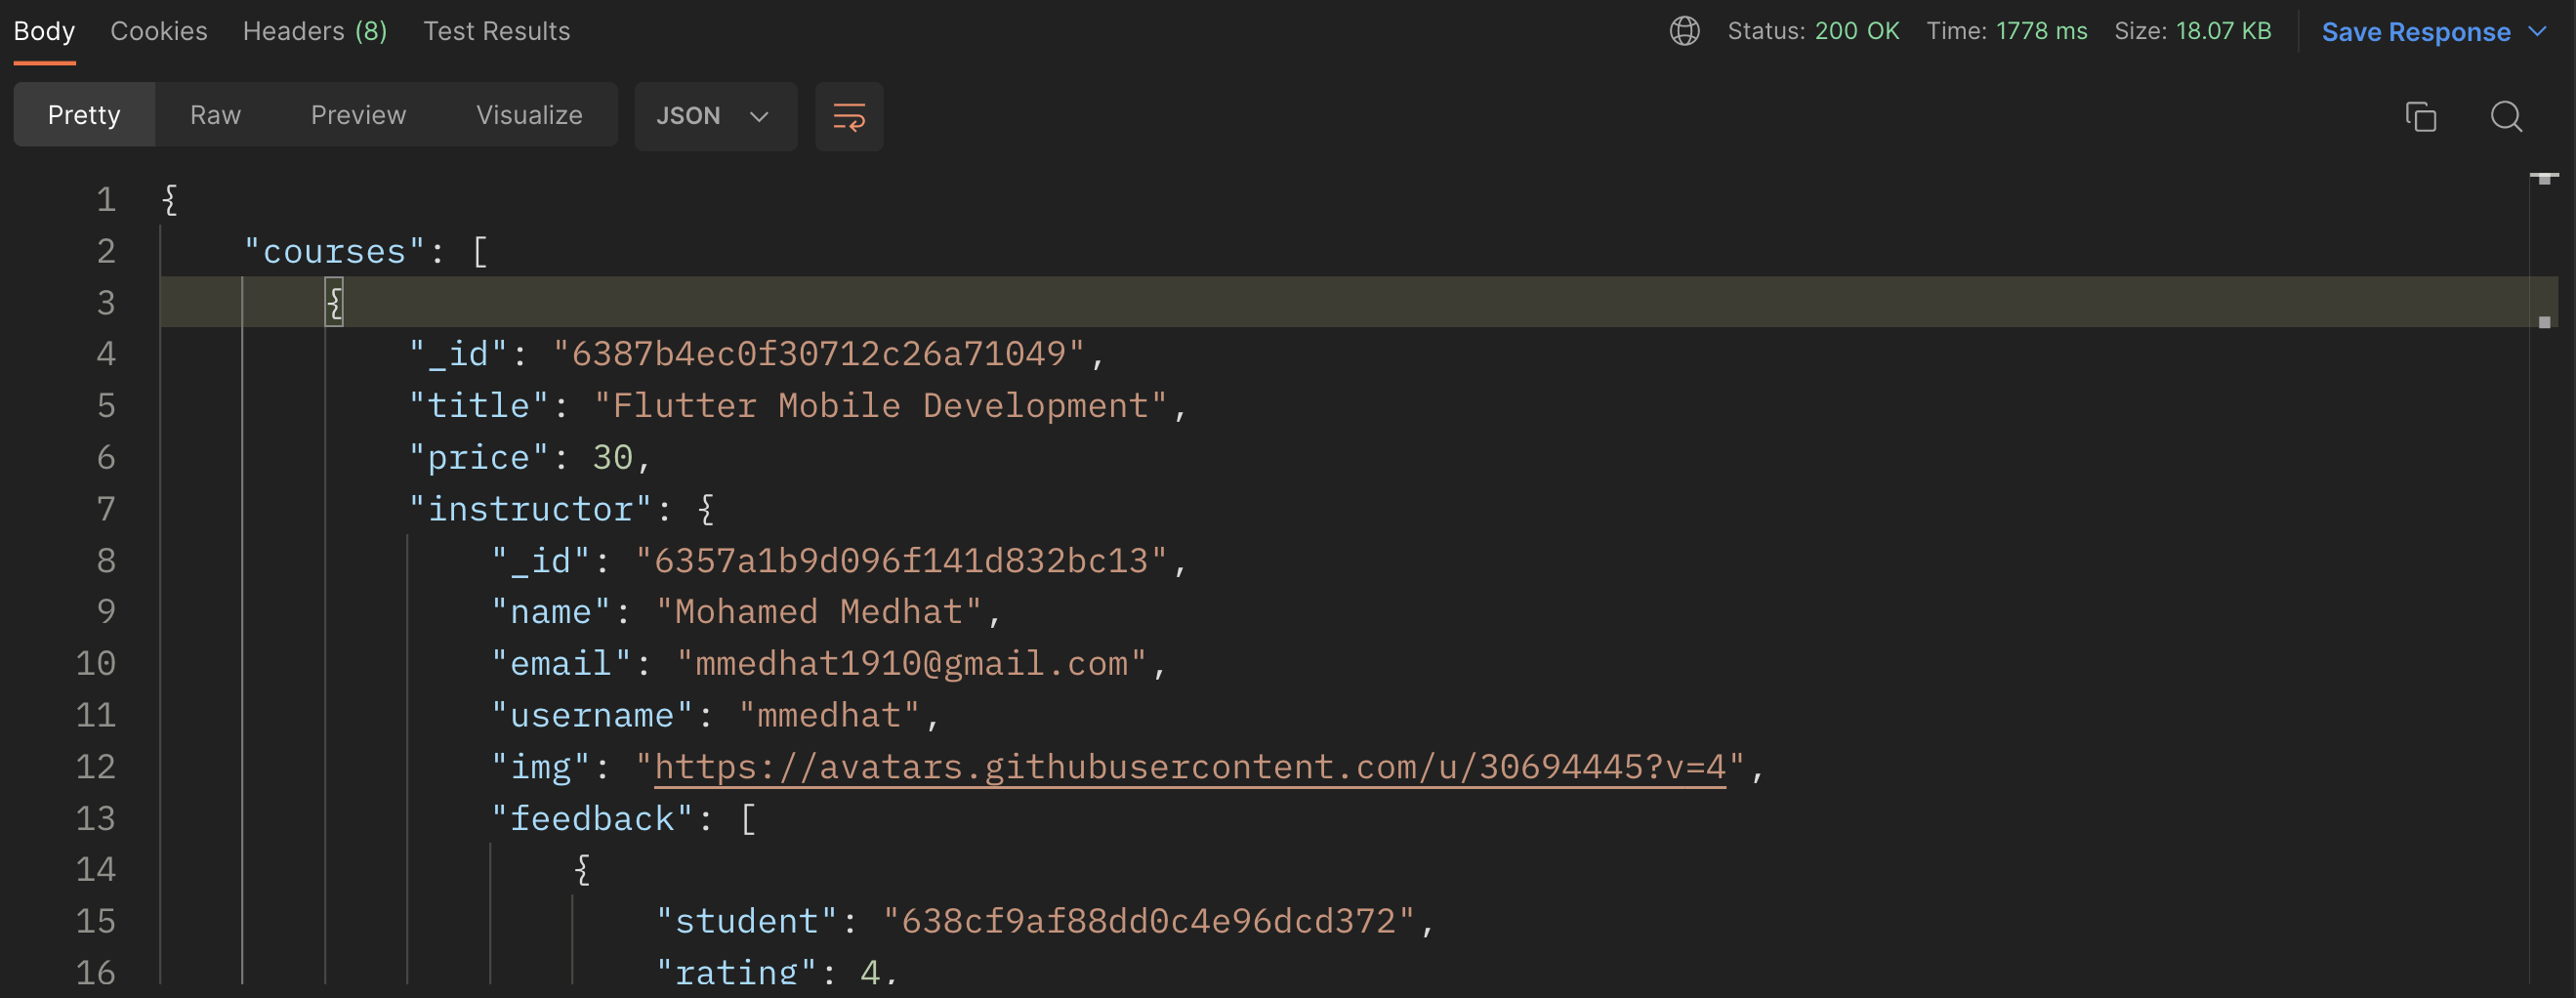 Body Cookies Headers (8) Test Results Status: 200 OK Time: 1778 ms Size: 18.07 KB Save Response
Pretty Raw Preview Visualize JSON
1 {
2 "courses": [
3 {
4 "_id": "6387b4ec0f30712c26a71049",
5 "title": "Flutter Mobile Development",
6 "price": 30,
7 "instructor": {
8 "_id": "6357a1b9d096f141d832bc13",
9 "name": "Mohamed Medhat",
10 "email": "mmedhat1910@gmail.com",
11 "username": "mmedhat",
12 "img": "https://avatars.githubusercontent.com/u/30694445?v=4",
13 "feedback": [
14 {
15 "student": "638cf9af88dd0c4e96dcd372",
16 "rating": 4,